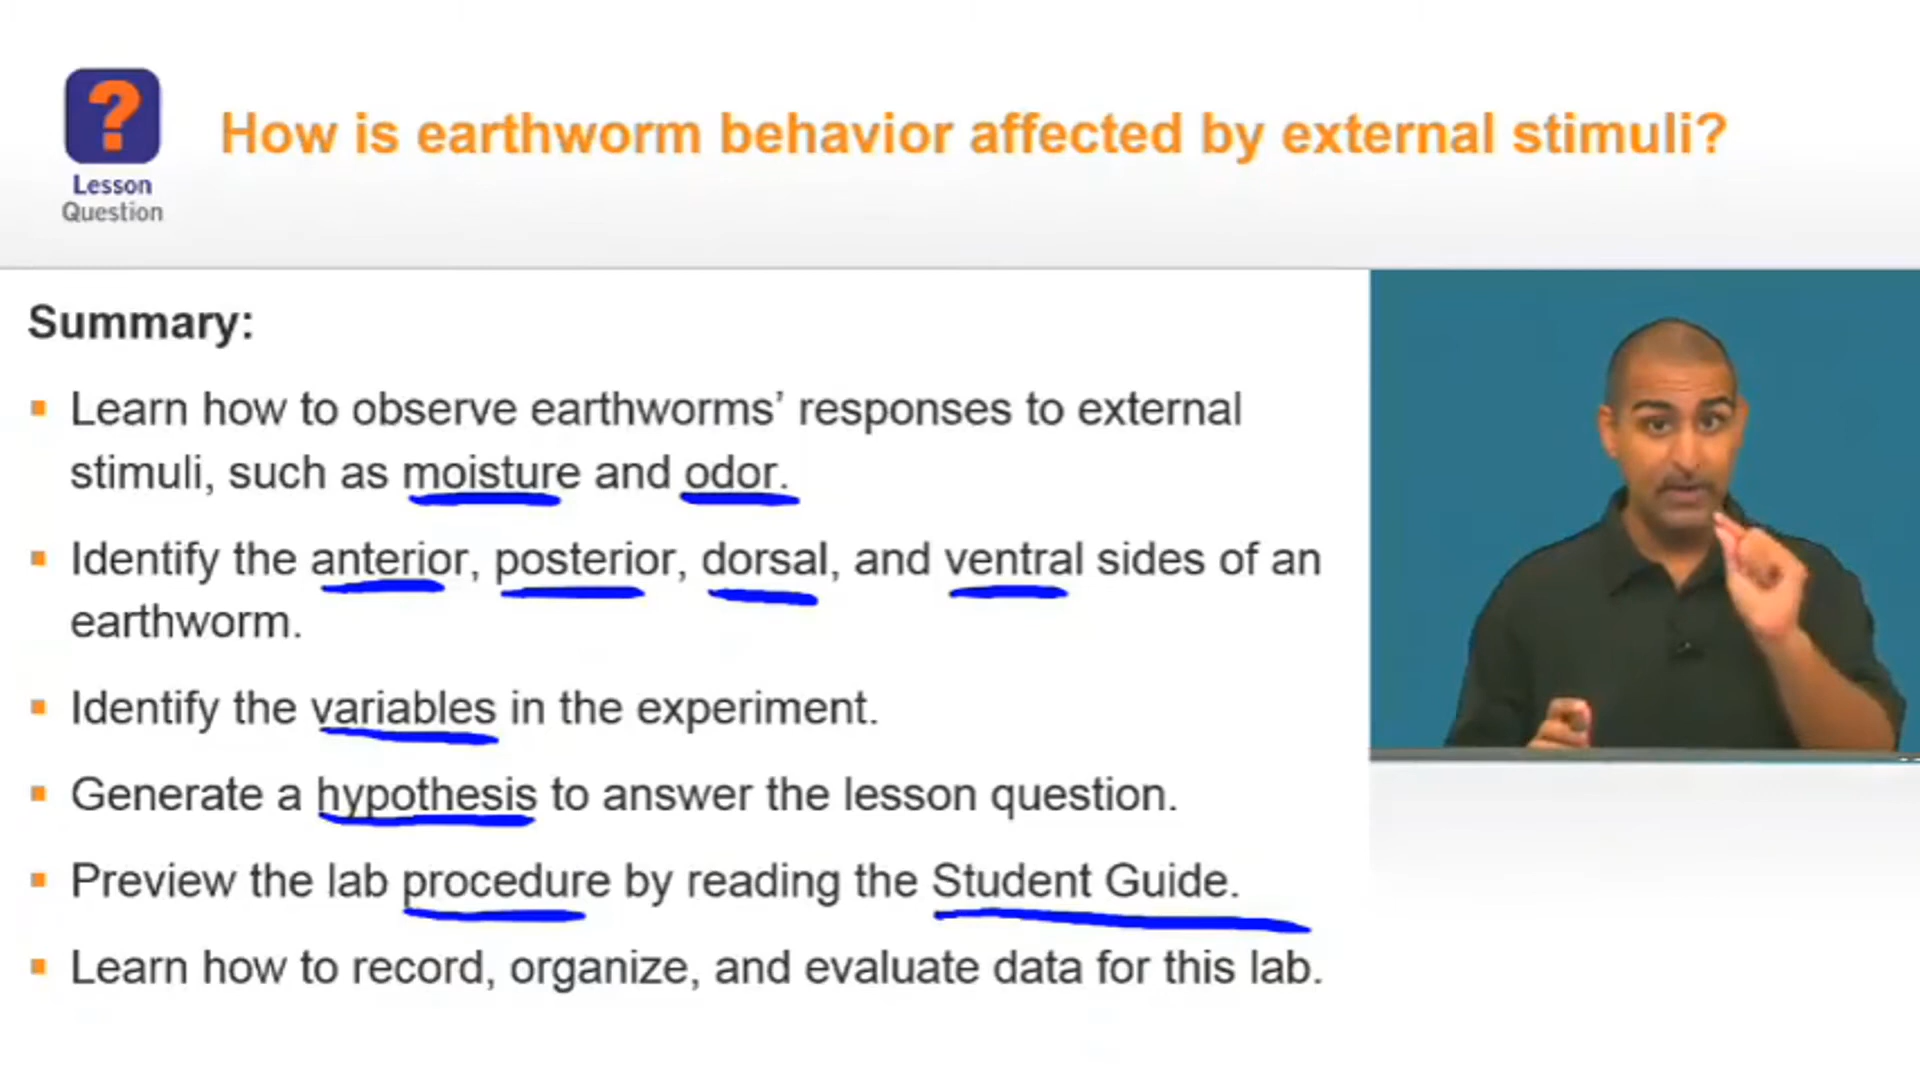 ?
Lesson
Question
How is earthworm behavior affected by external stimuli?
Summary:
Learn how to observe earthworms’ responses to external
stimuli, such as moisture and odor.
Identify the anterior, posterior, dorsal, and ventral sides of an
earthworm.
Identify the variables in the experiment.
Generate a hypothesis to answer the lesson question.
Preview the lab procedure by reading the Student Guide.
Learn how to record, organize, and evaluate data for this lab.